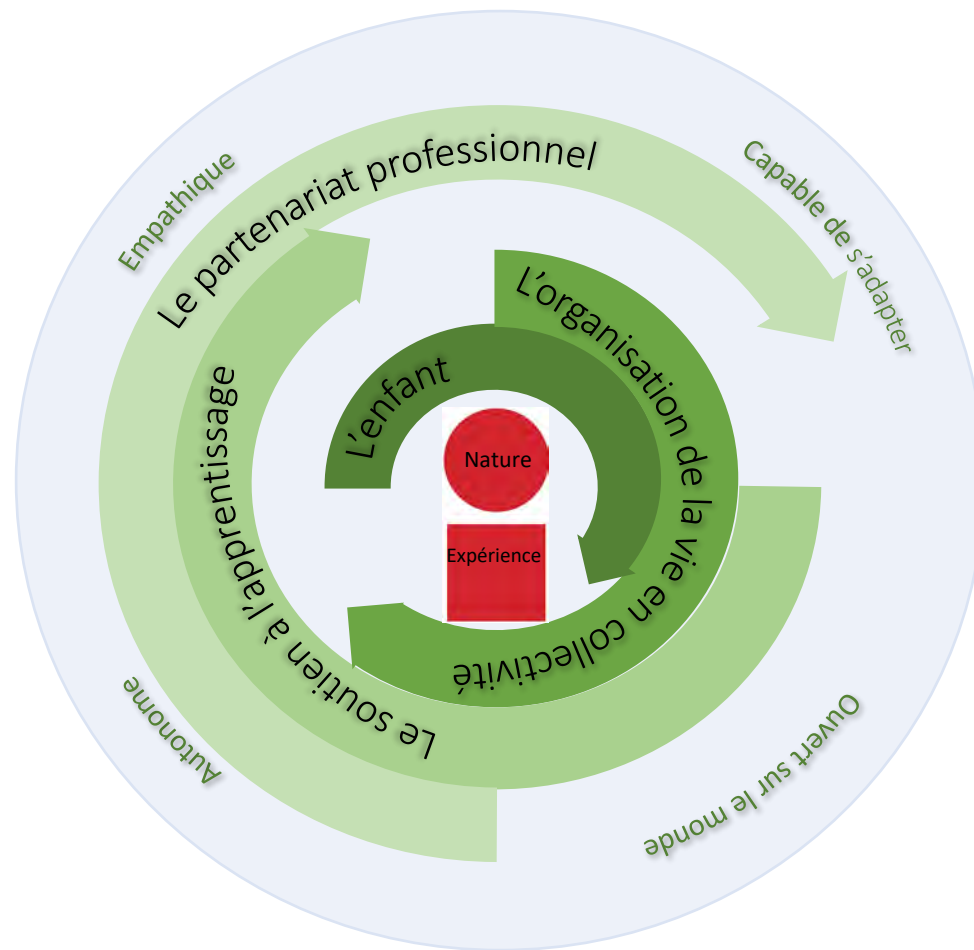 Empathique
Capable de s'adapter
Le partenariat professionnel
L'organisation de la vie en collectivité
L'enfant
Nature
Expérience
Le soutien à l'apprentissage
Autonome
Ouvert sur le monde